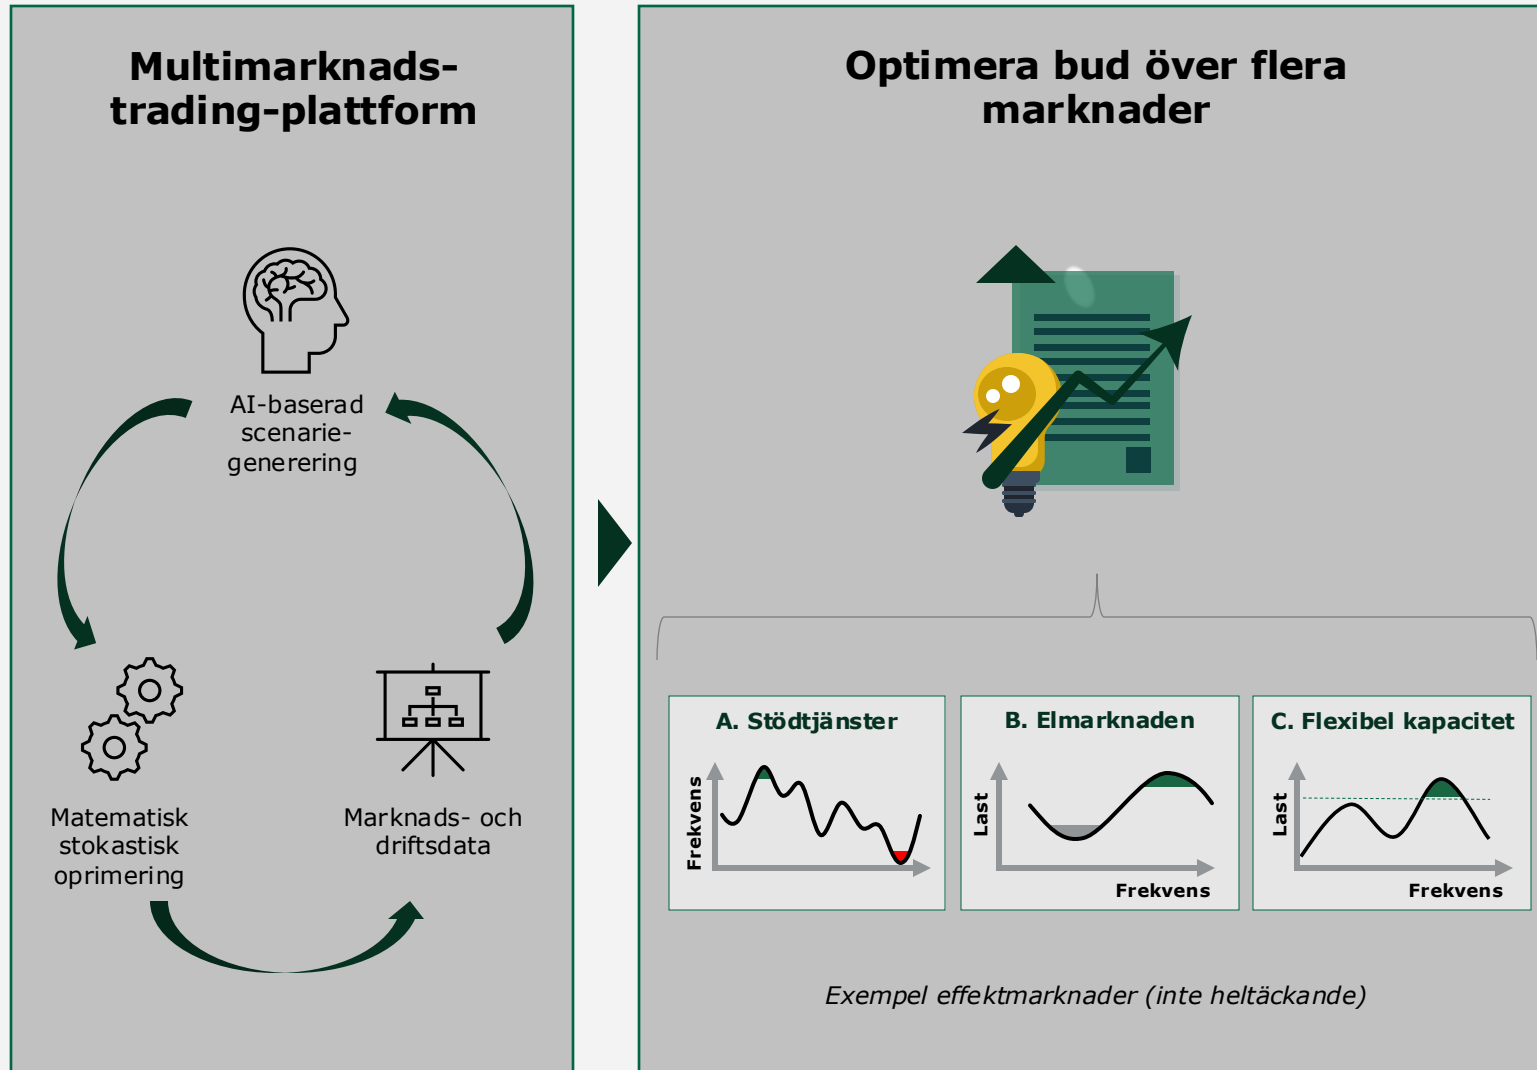 Multimarknads-
trading-plattform
AI-baserad
scenarie-
generering
Matematisk
stokastisk
oprimering
Marknads- och
driftsdata
Optimera bud över flera
marknader
A. Stödtjänster
Frekvens
B. Elmarknaden
Last
Frekvens
C. Flexibel kapacitet
Last
Frekvens
Exempel effektmarknader (inte heltäckande)